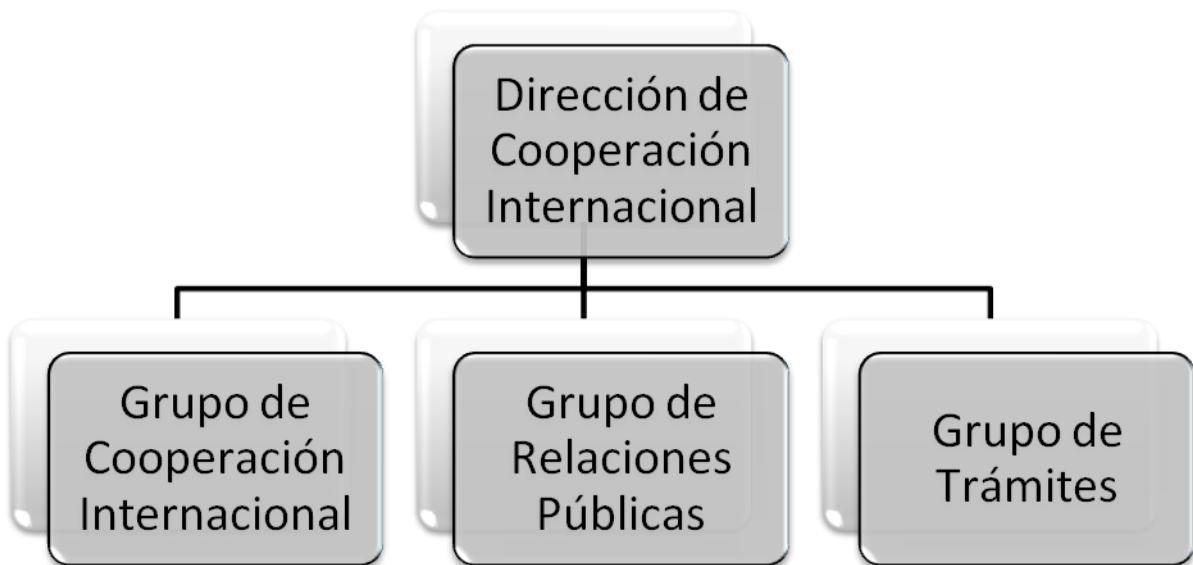 Dirección de
Cooperación
Internacional
Grupo de
Cooperación
Internacional
Grupo de
Relaciones
Públicas
Grupo de
Trámites